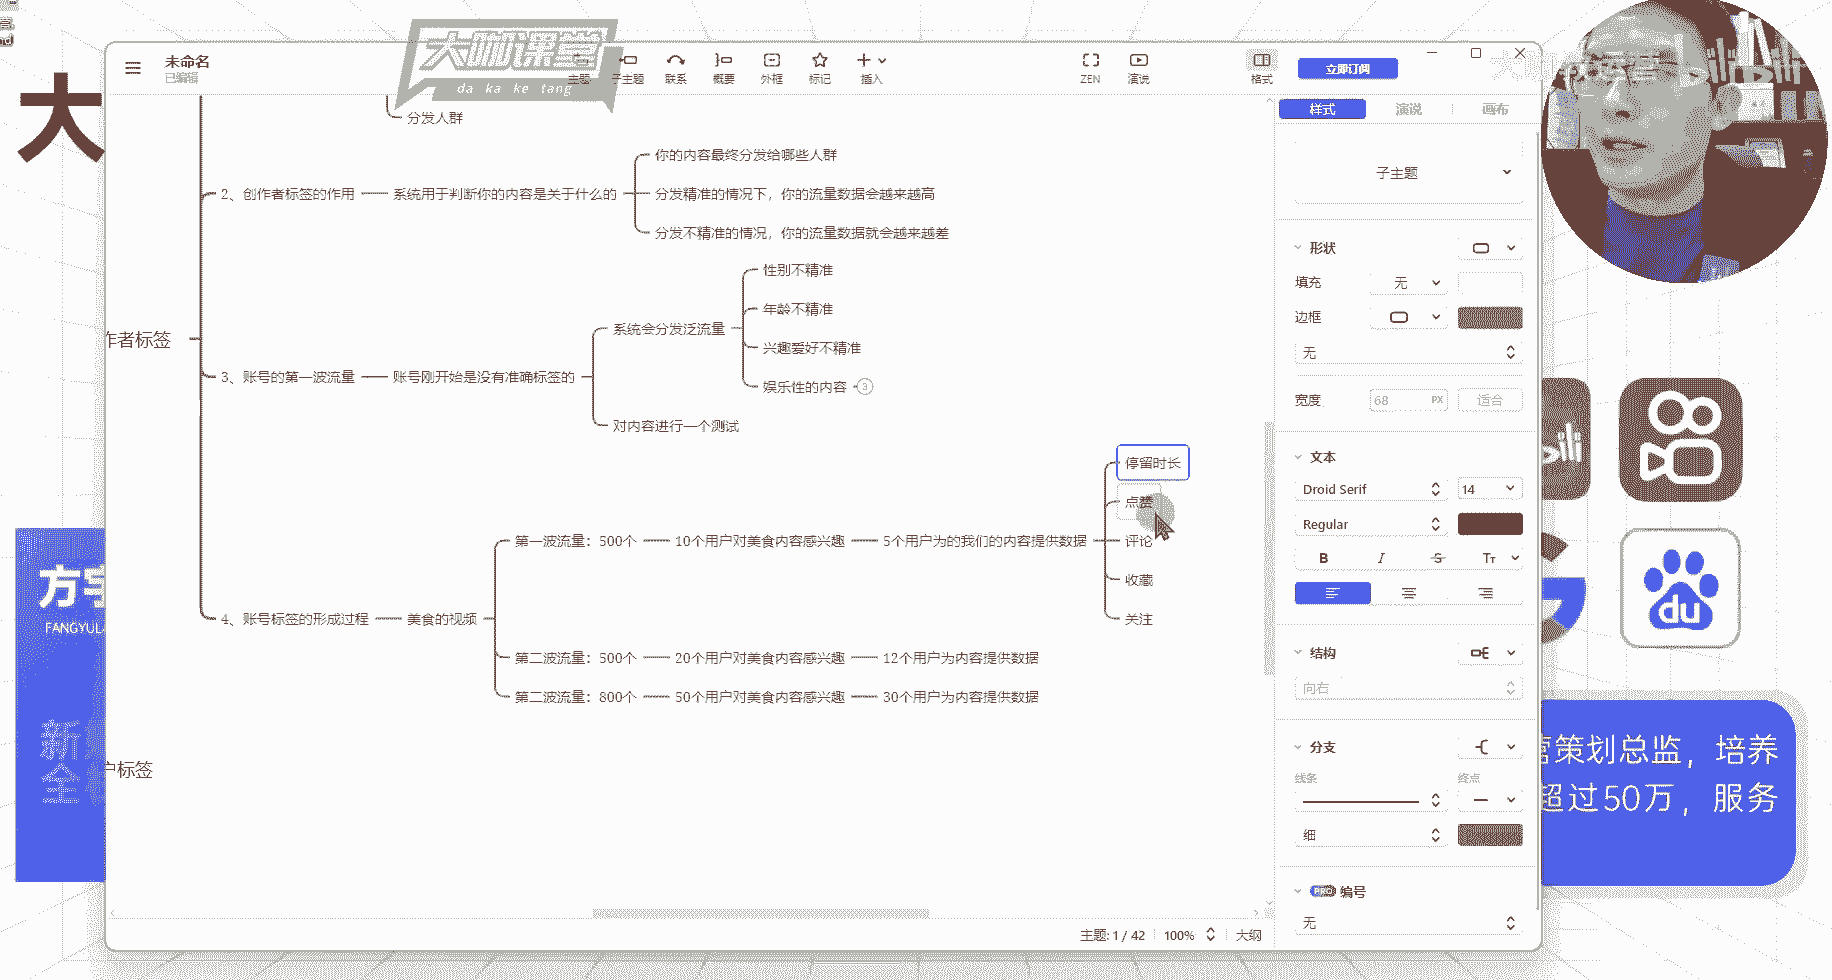 未命名
已编辑
大咖课堂
da ka ke tang
主题
子主题
联系
概要
外框
标记
插入
ZEN
演说
格式
立即订阅
样式
演说
画布
大
分发人群
2、创作者标签的作用
系统用于判断你的内容是关于什么的
你的内容最终分发给哪些人群
分发精准的情况下，你的流量数据会越来越高
分发不精准的情况，你的流量数据就会越来越差
作者标签
3、账号的第一波流量
账号刚开始是没有准确标签的
系统会分发泛流量
性别不精准
年龄不精准
兴趣爱好不精准
娱乐性的内容
3
对内容进行一个测试
4、账号标签的形成过程
美食的视频
第一波流量：500个
10个用户对美食内容感兴趣
5个用户为的我们的内容提供数据
停留时长
点赞
评论
收藏
关注
第二波流量：500个
20个用户对美食内容感兴趣
12个用户为内容提供数据
第二波流量：800个
50个用户对美食内容感兴趣
30个用户为内容提供数据
户标签
子主题
形状
填充
无
边框
无
宽度
68
PX
适合
文本
Droid Serif
14
Regular
B
I
S
Tт
结构
向右
分支
线条
终点
细
PRO
编号
无
主题: 1 / 42
100%
大纲
FANGYUL
新
全
bilibili
du
营策划总监，培养
超过50万，服务